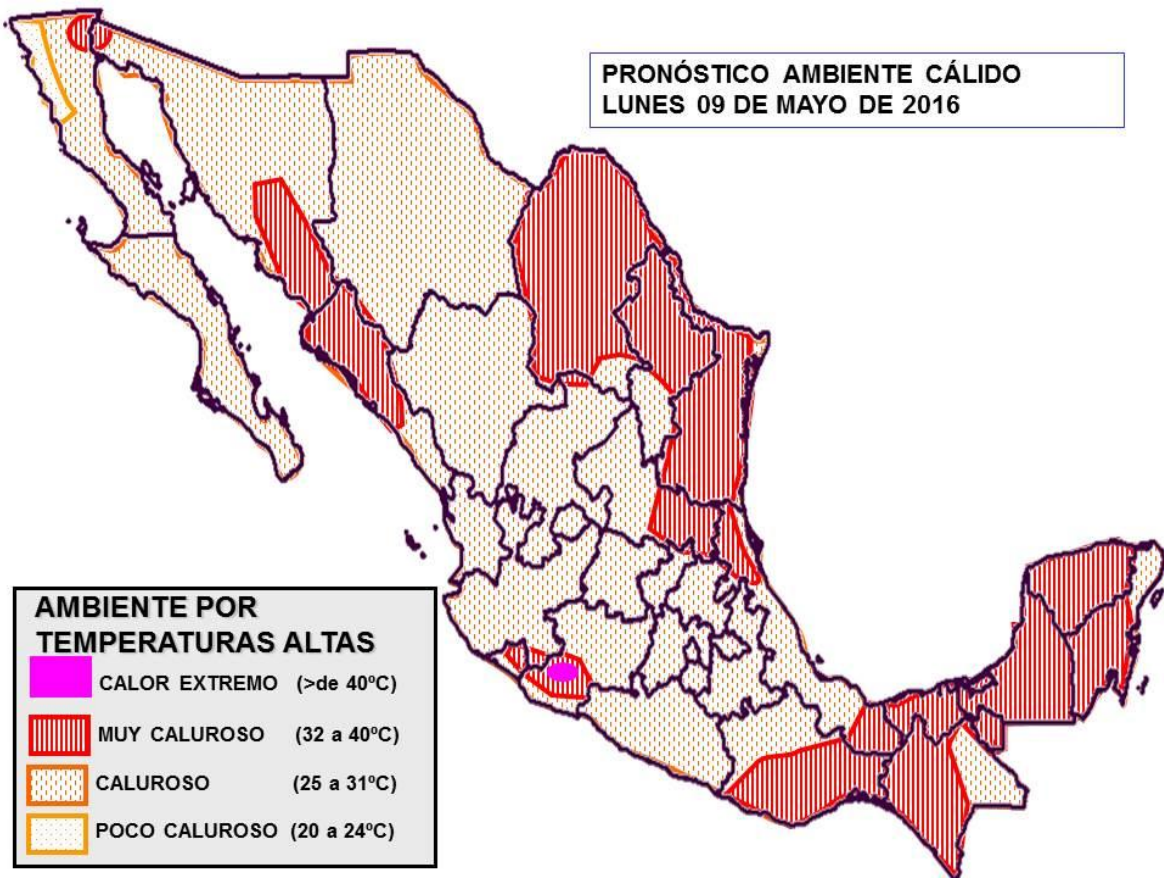 PRONÓSTICO AMBIENTE CÁLIDO
LUNES 09 DE MAYO DE 2016
AMBIENTE POR
TEMPERATURAS ALTAS
CALOR EXTREMO (>de 40ºC)
MUY CALUROSO (32 a 40ºC)
CALUROSO (25 a 31ºC)
POCO CALUROSO (20 a 24ºC)